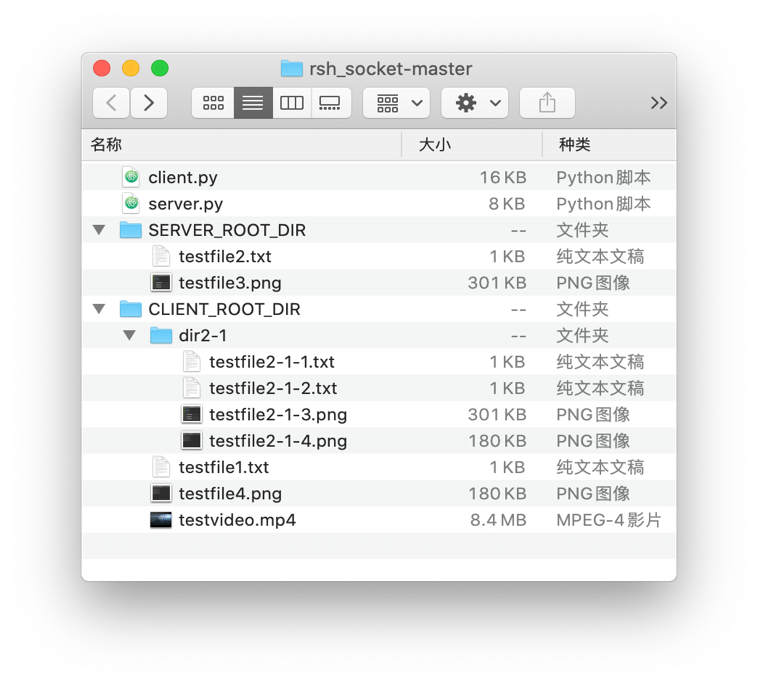 rsh_socket-master
名称 大小 种类
client.py 16 KB Python脚本
server.py 8 KB Python脚本
SERVER_ROOT_DIR -- 文件夹
testfile2.txt 1 KB 纯文本文稿
testfile3.png 301 KB PNG图像
CLIENT_ROOT_DIR -- 文件夹
dir2-1 -- 文件夹
testfile2-1-1.txt 1 KB 纯文本文稿
testfile2-1-2.txt 1 KB 纯文本文稿
testfile2-1-3.png 301 KB PNG图像
testfile2-1-4.png 180 KB PNG图像
testfile1.txt 1 KB 纯文本文稿
testfile4.png 180 KB PNG图像
testvideo.mp4 8.4 MB MPEG-4影片